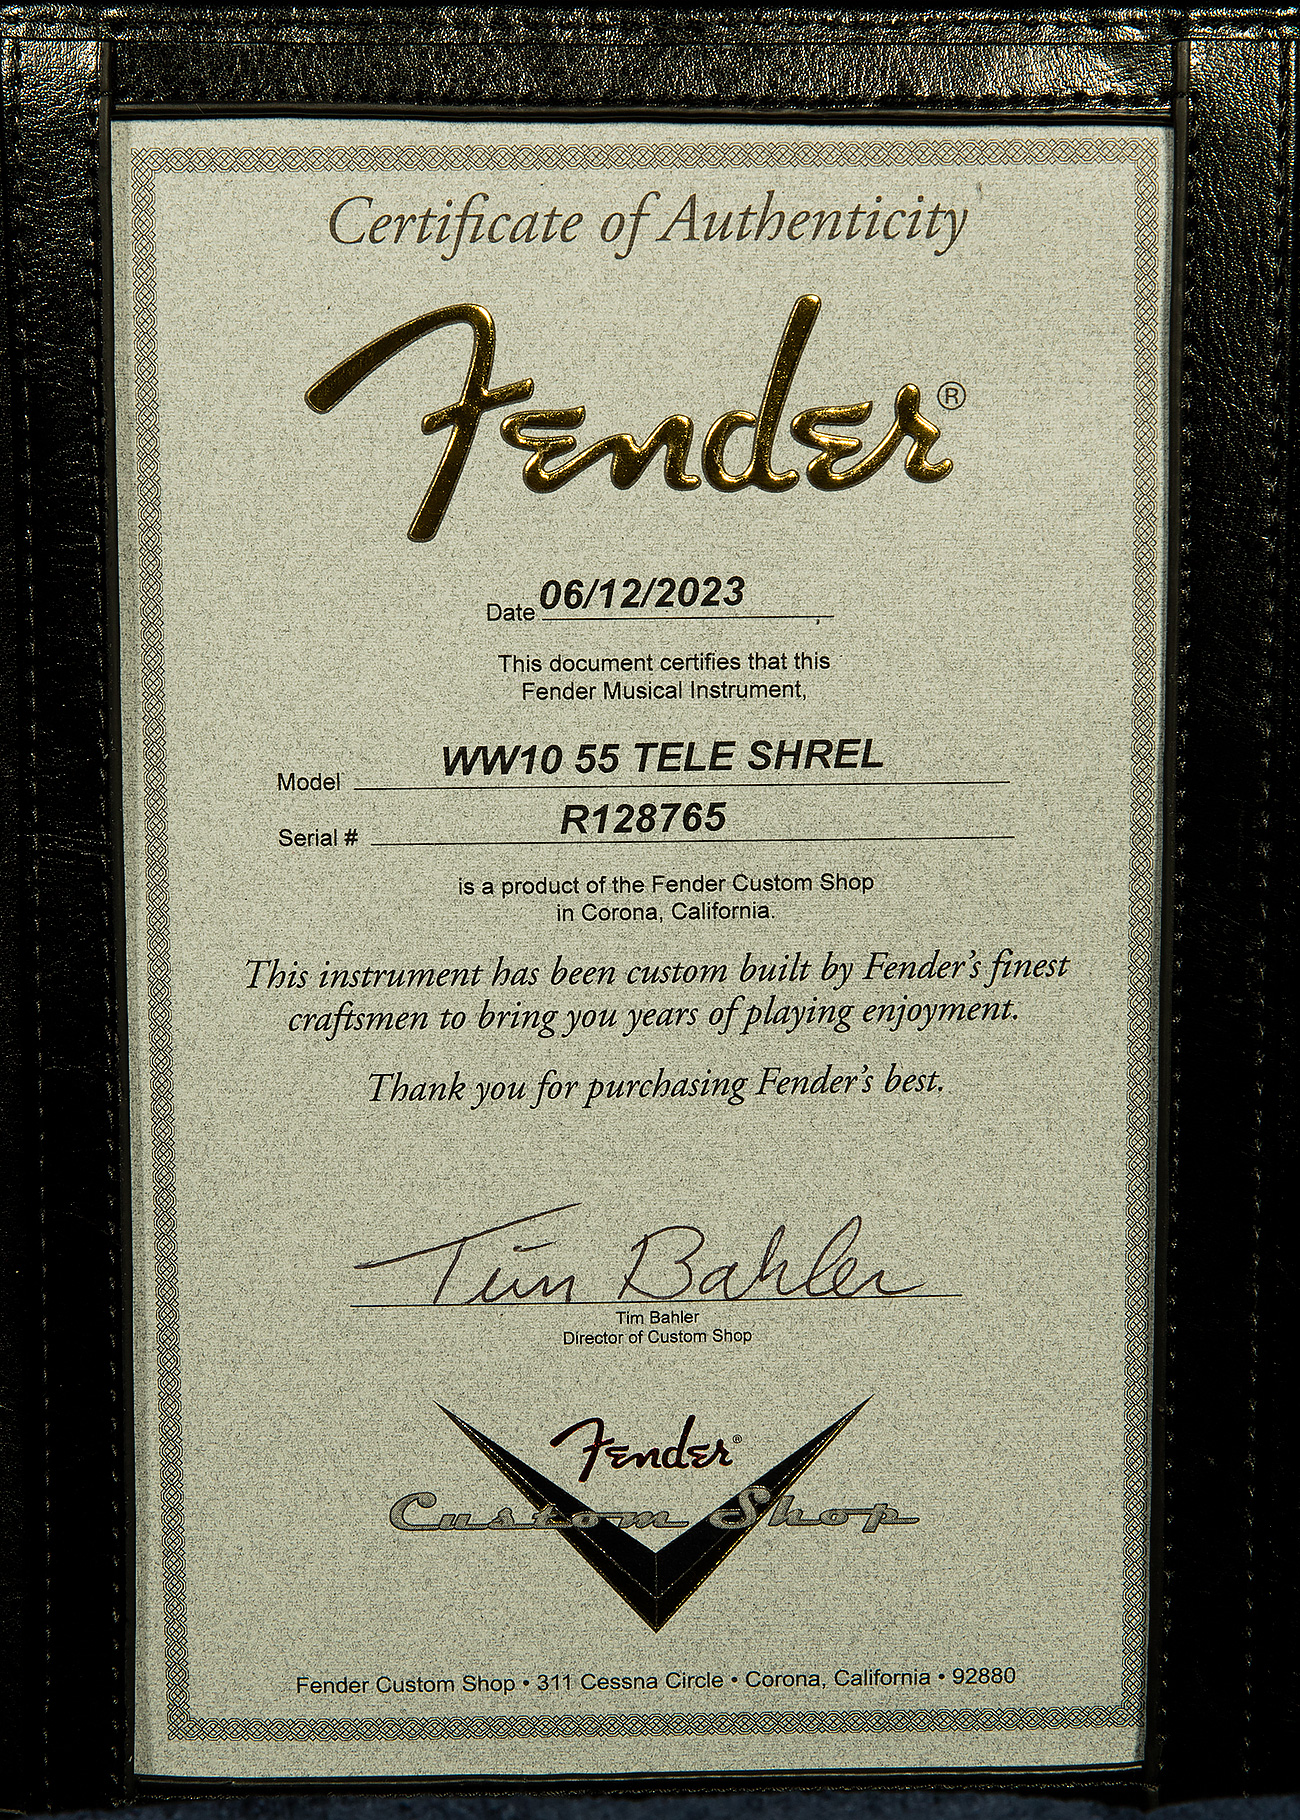 Certificate of Authenticity
Fender®
Date 06/12/2023
This document certifies that this
Fender Musical Instrument,
Model WW10 55 TELE SHREL
Serial # R128765
is a product of the Fender Custom Shop
in Corona, California.
This instrument has been custom built by Fender's finest
craftsmen to bring you years of playing enjoyment.
Thank you for purchasing Fender's best.
Tim Bahler
Tim Bahler
Director of Custom Shop
Fender®
Custom Shop
Fender Custom Shop • 311 Cessna Circle • Corona, California • 92880